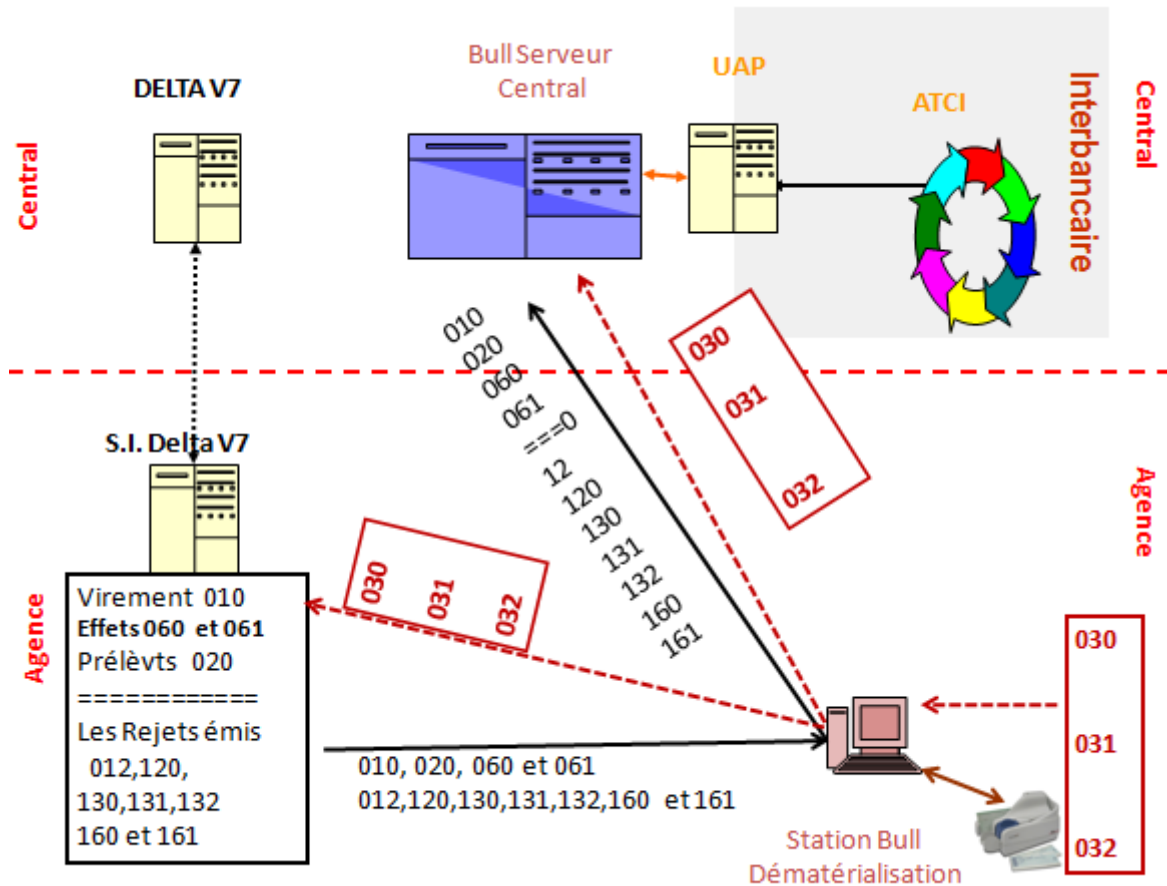 Bull Serveur
Central
UAP
DELTA V7
ATCI
Interbancaire
Central
Central
010
020
060
061
===0
12
120
130
131
132
160
161
030
031
032
S.I. Delta V7
Agence
Agence
030
031
032
Virement 010
Effets 060 et 061
Prélèvts 020
============
Les Rejets émis
012,120,
130,131,132
160 et 161
010, 020, 060 et 061
012,120,130,131,132,160 et 161
030
031
032
Station Bull
Dématérialisation